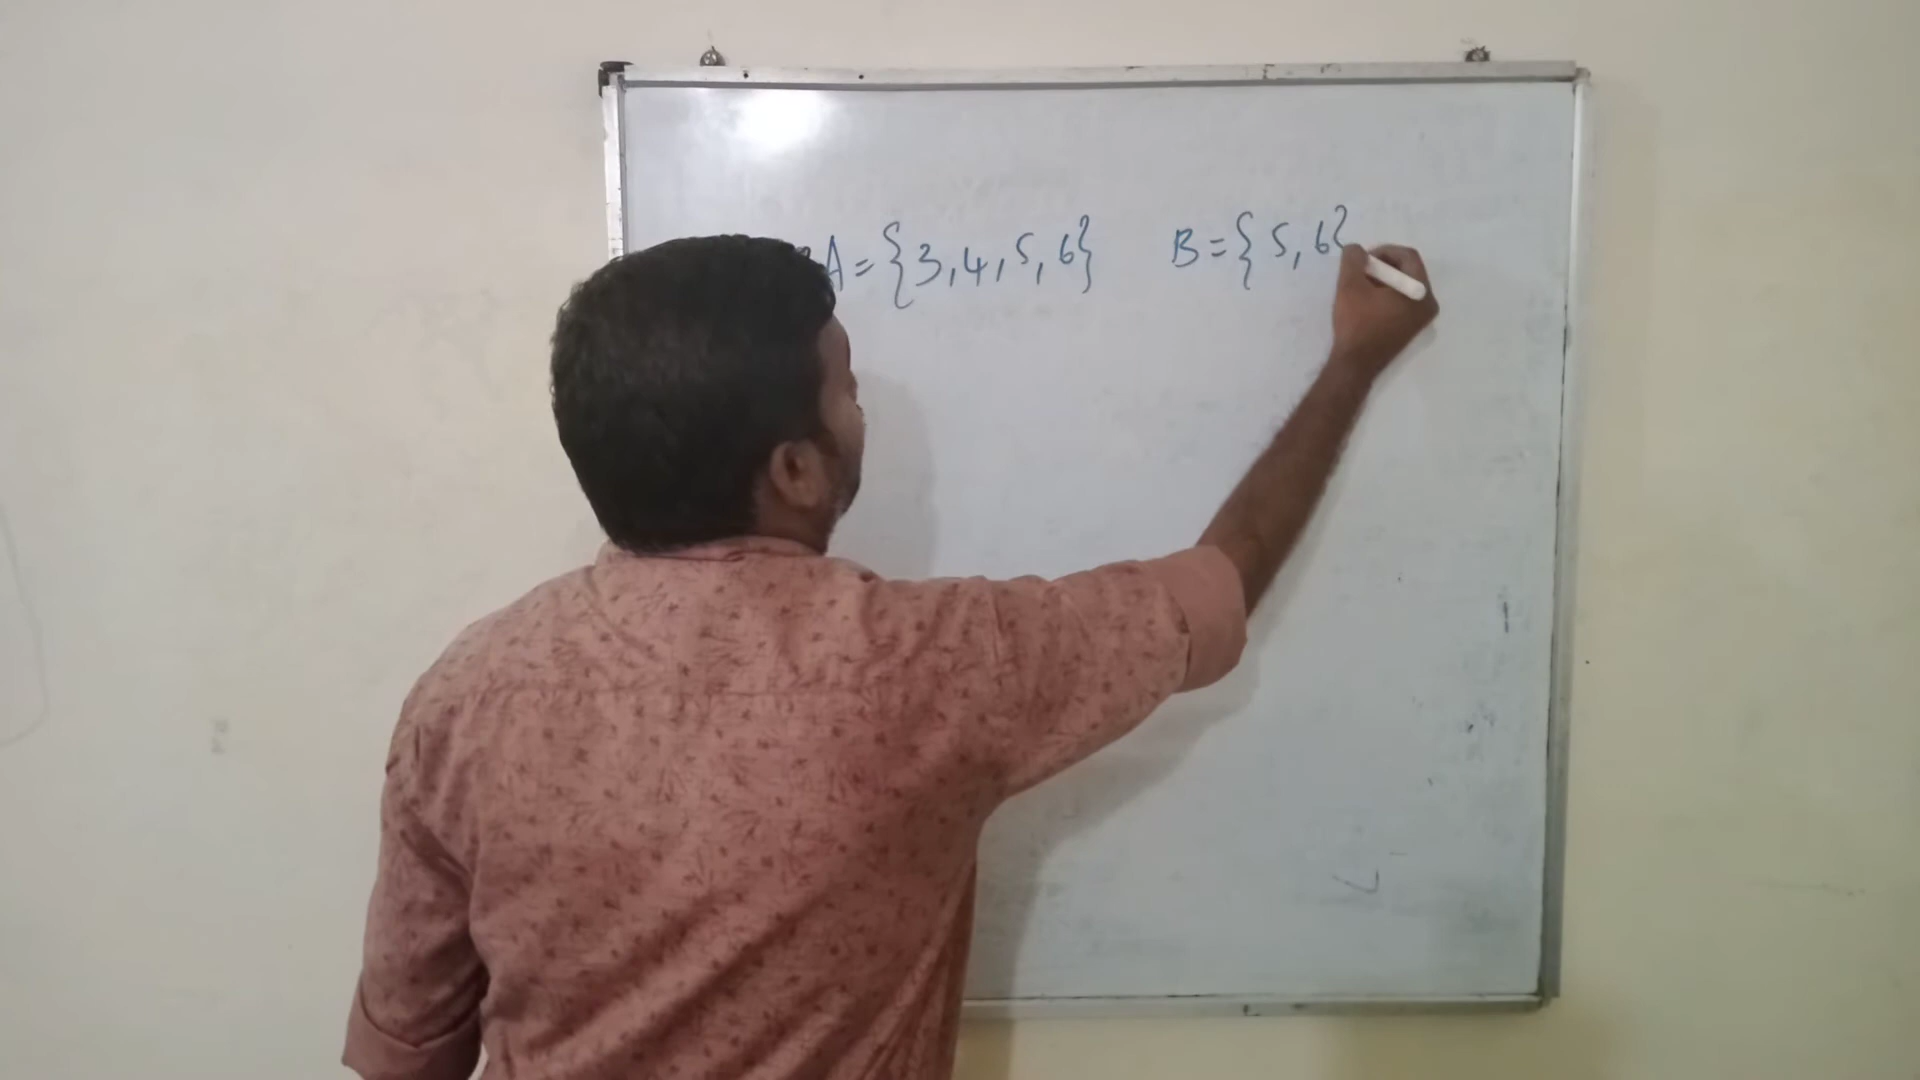 A = {3,4,5,6} B = {5,6}